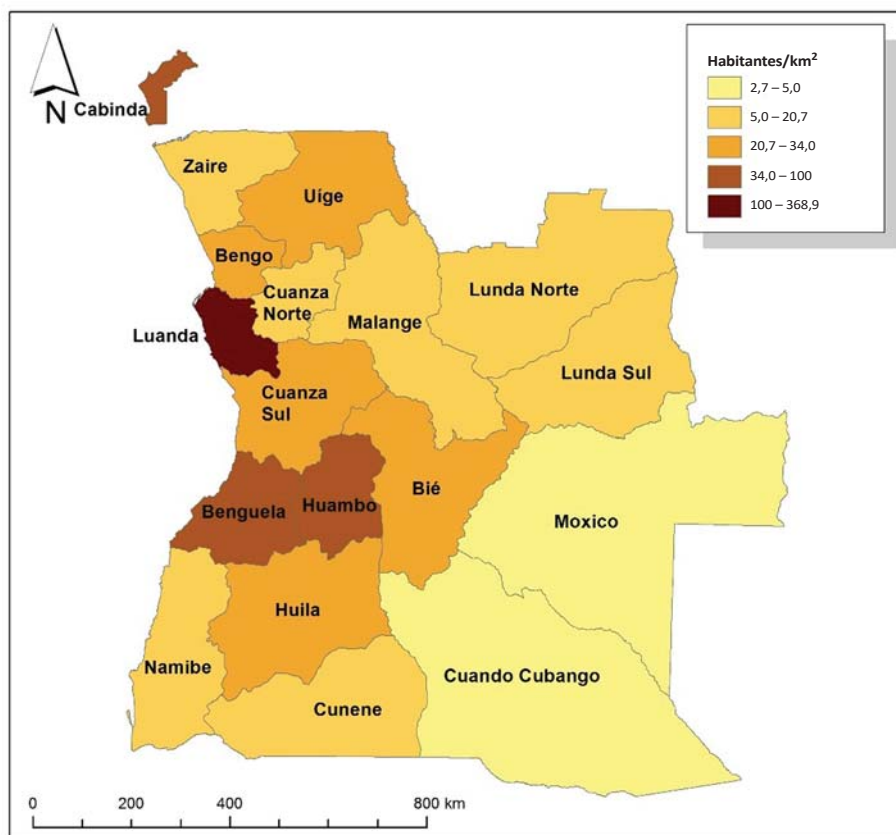 Habitantes/km²
2,7 – 5,0
5,0 – 20,7
20,7 – 34,0
34,0 – 100
100 – 368,9
N
Cabinda
Zaire
Uíge
Bengo
Cuanza
Norte
Malange
Lunda Norte
Luanda
Lunda Sul
Cuanza
Sul
Benguela
Huambo
Bié
Moxico
Huila
Namibe
Cuando Cubango
Cunene
0 200 400 800 km